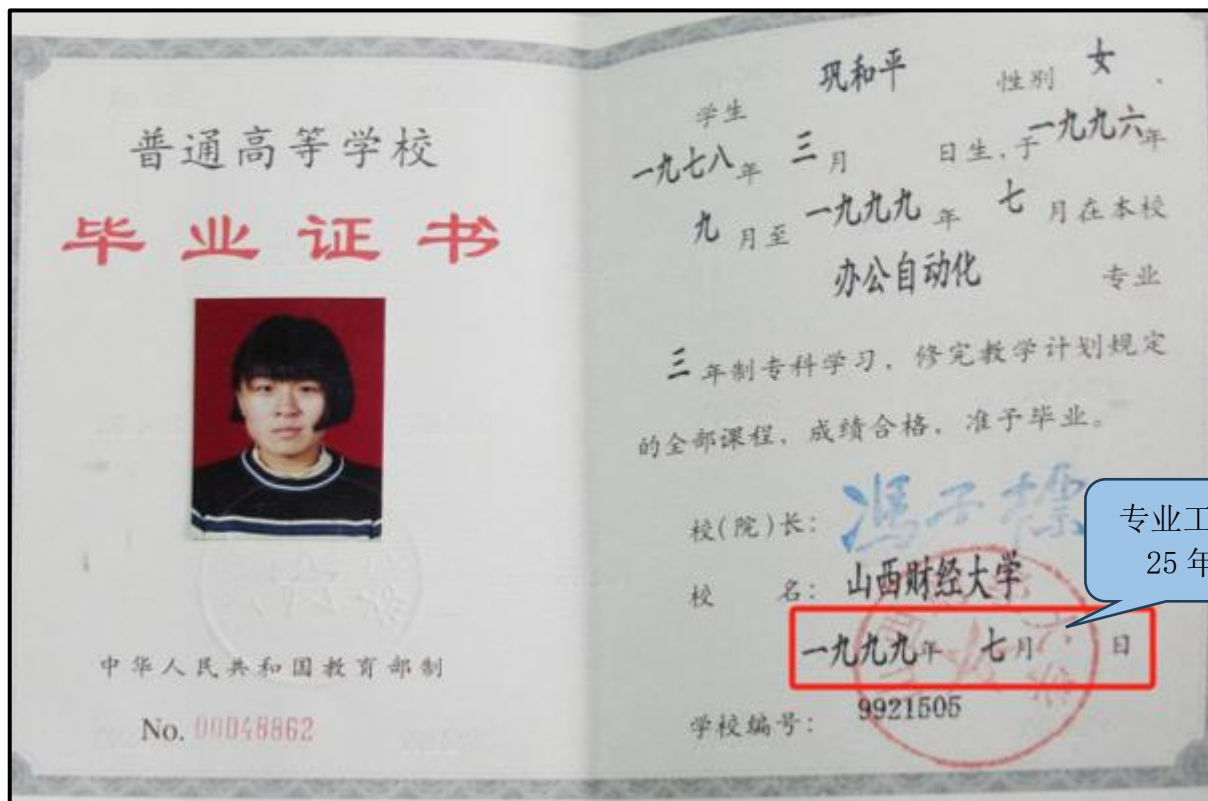 普通高等学校
毕业证书
中华人民共和国教育部制
No. 00048862
学生 巩和平 性别 女
一九七八年 三月 日生,于一九九六年
九月至一九九九年 七月在本校
办公自动化 专业
三年制专科学习,修完教学计划规定
的全部课程,成绩合格,准予毕业。
校(院)长:
校 名: 山西财经大学
一九九九年 七月 日
学校编号: 9921505
专业工
25 年